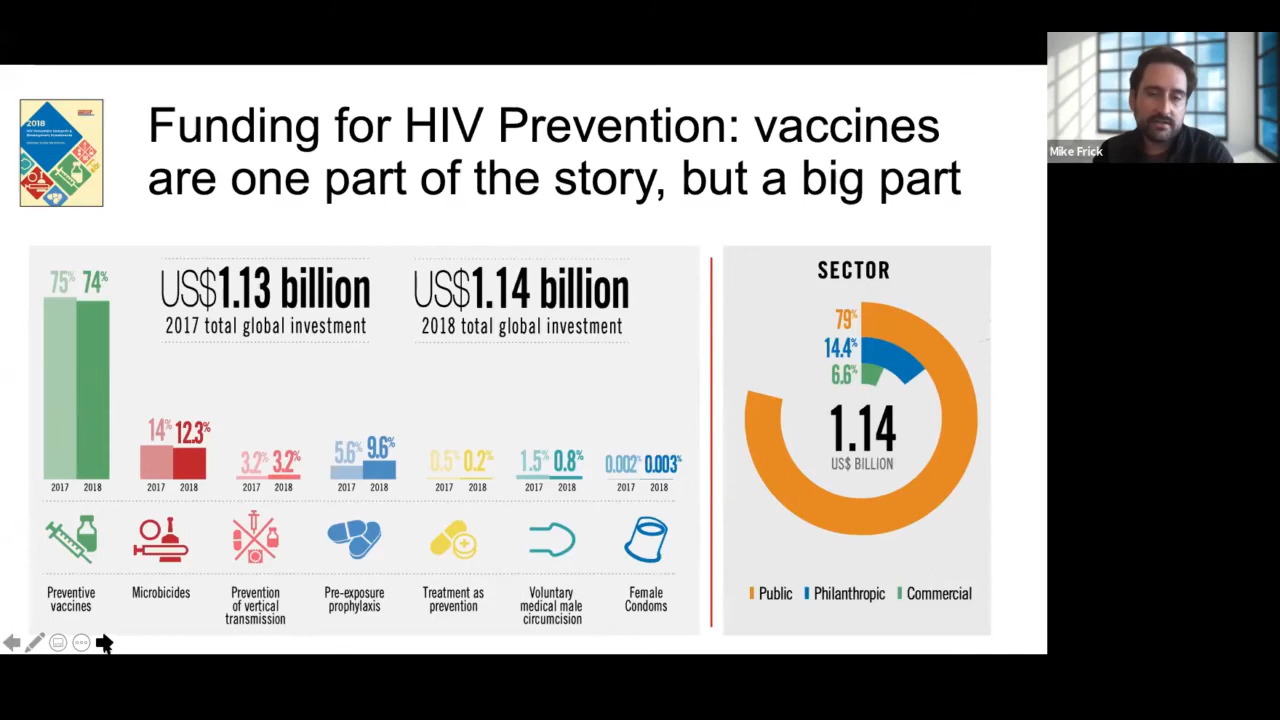 Funding for HIV Prevention: vaccines
are one part of the story, but a big part
2018
75% 74%
US$1.13 billion
2017 total global investment
US$1.14 billion
2018 total global investment
14% 12.3%
3.2% 3.2%
5.6% 9.6%
0.5% 0.2%
1.5% 0.8%
0.002% 0.003%
2017 2018
2017 2018
2017 2018
2017 2018
2017 2018
2017 2018
2017 2018
Preventive
vaccines
Microbicides
Prevention
of vertical
transmission
Pre-exposure
prophylaxis
Treatment as
prevention
Voluntary
medical male
circumcision
Female
Condoms
SECTOR
79%
14.4%
6.6%
1.14
US$ BILLION
Public Philanthropic Commercial
Mike Frick